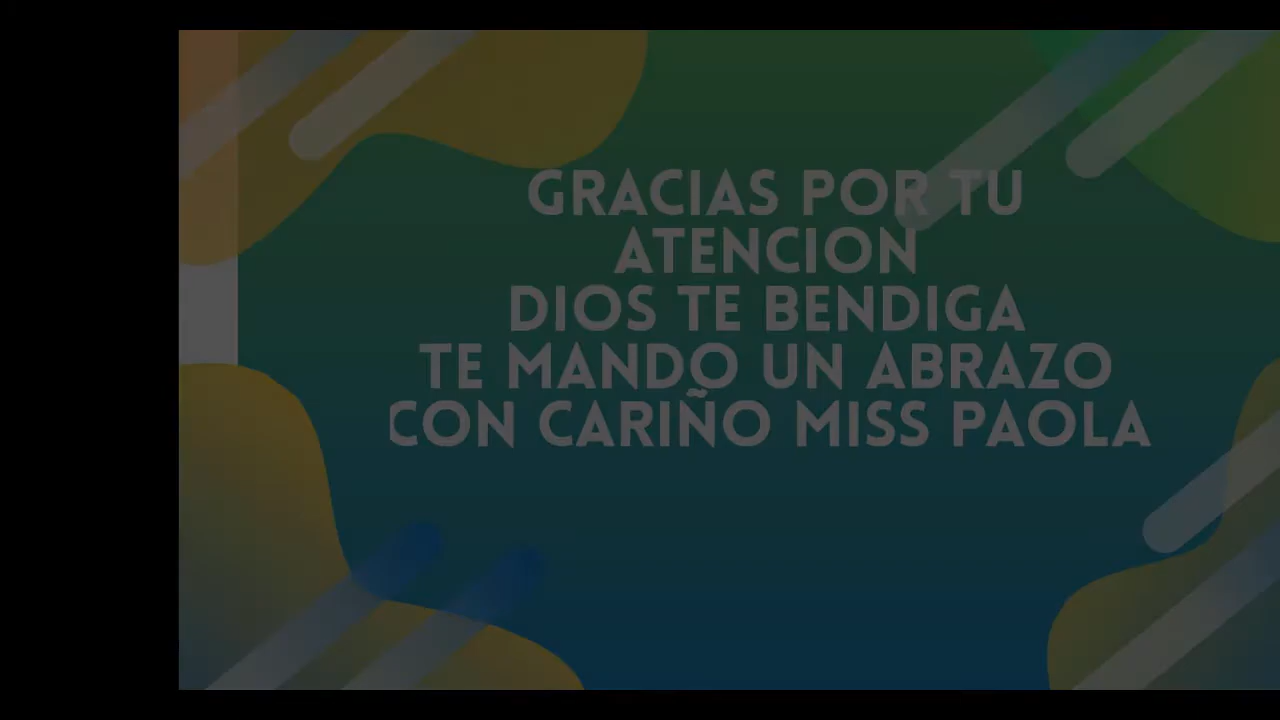 GRACIAS POR TU
ATENCION
DIOS TE BENDIGA
TE MANDO UN ABRAZO
CON CARIÑO MISS PAOLA